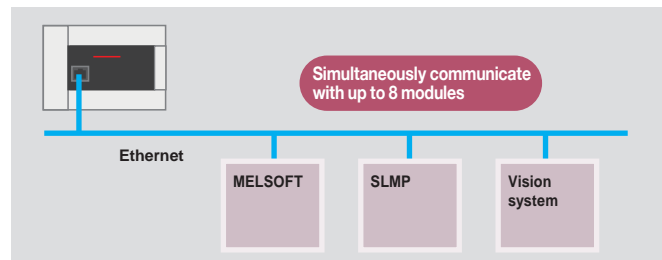 Simultaneously communicate
with up to 8 modules
Ethernet
MELSOFT
SLMP
Vision
system